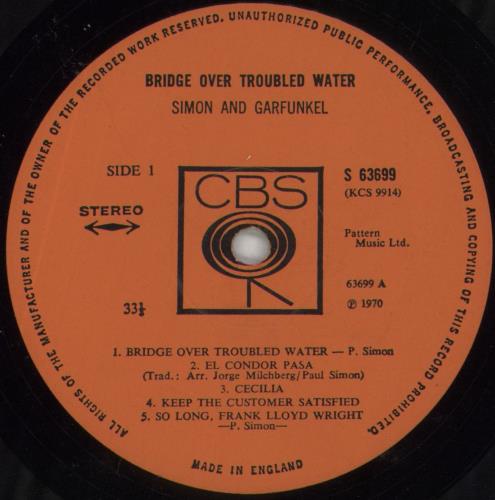 ALL RIGHTS OF THE MANUFACTURER AND OF THE OWNER OF THE RECORDED WORK RESERVED. UNAUTHORIZED PUBLIC PERFORMANCE, BROADCASTING AND COPYING OF THIS RECORD PROHIBITED.
BRIDGE OVER TROUBLED WATER
SIMON AND GARFUNKEL
SIDE 1
S 63699
(KCS 9914)
CBS
STEREO
Pattern
Music Ltd.
63699 A
33⅓
℗ 1970
1. BRIDGE OVER TROUBLED WATER — P. Simon
2. EL CONDOR PASA
(Trad.: Arr. Jorge Milchberg/Paul Simon)
3. CECILIA
4. KEEP THE CUSTOMER SATISFIED
5. SO LONG, FRANK LLOYD WRIGHT
—P. Simon—
MADE IN ENGLAND